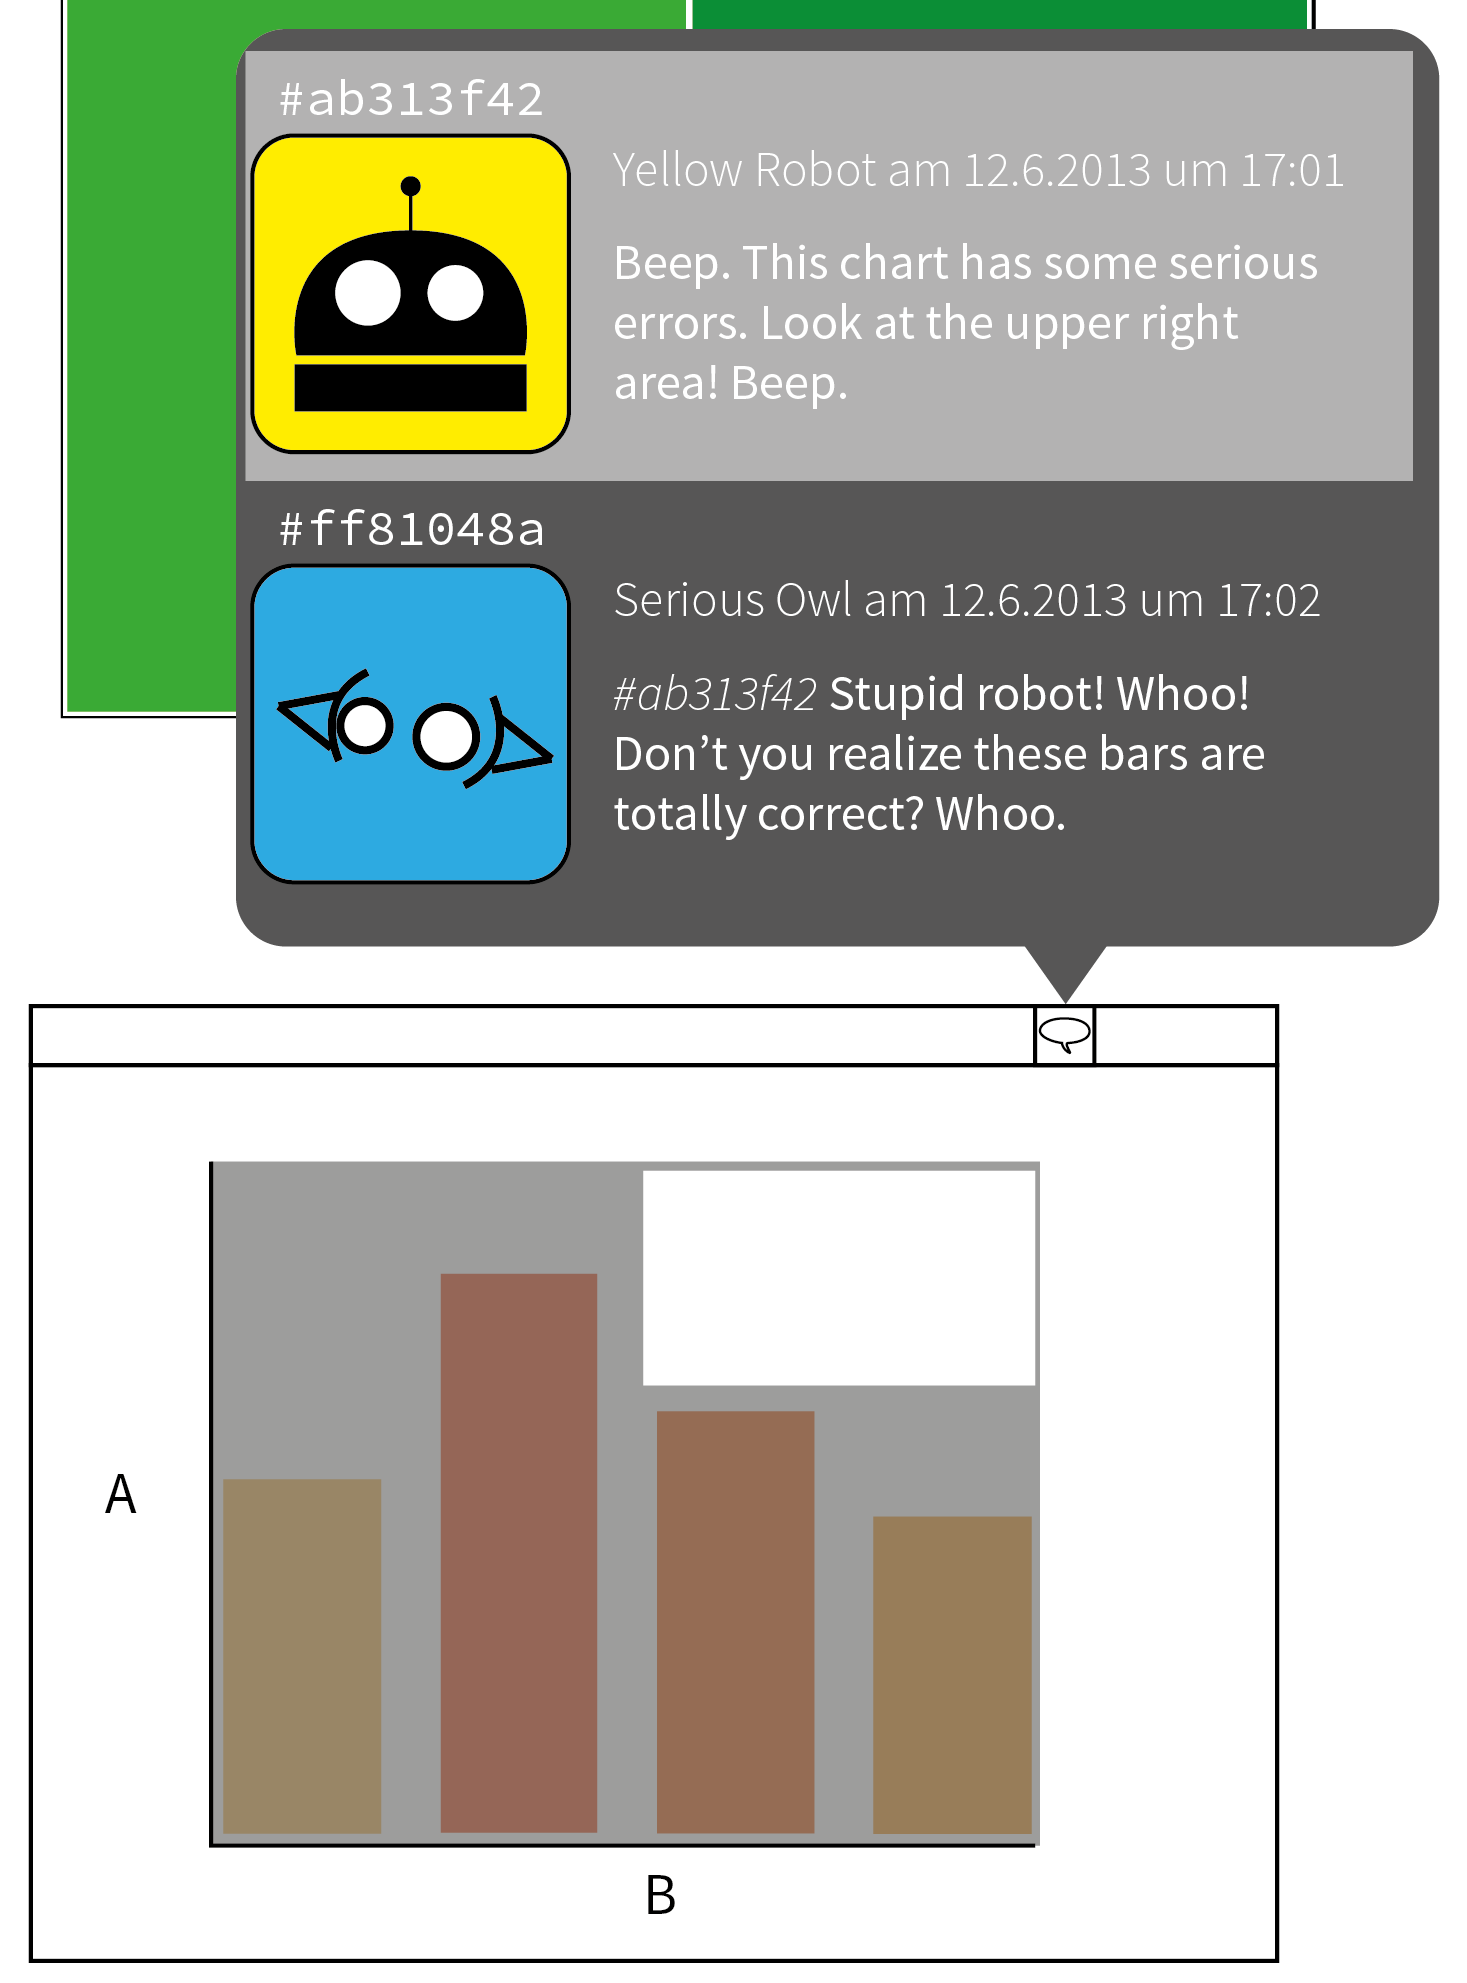 #ab313f42
Yellow Robot am 12.6.2013 um 17:01
Beep. This chart has some serious
errors. Look at the upper right
area! Beep.
#ff81048a
Serious Owl am 12.6.2013 um 17:02
#ab313f42 Stupid robot! Whoo!
Don’t you realize these bars are
totally correct? Whoo.
A
B